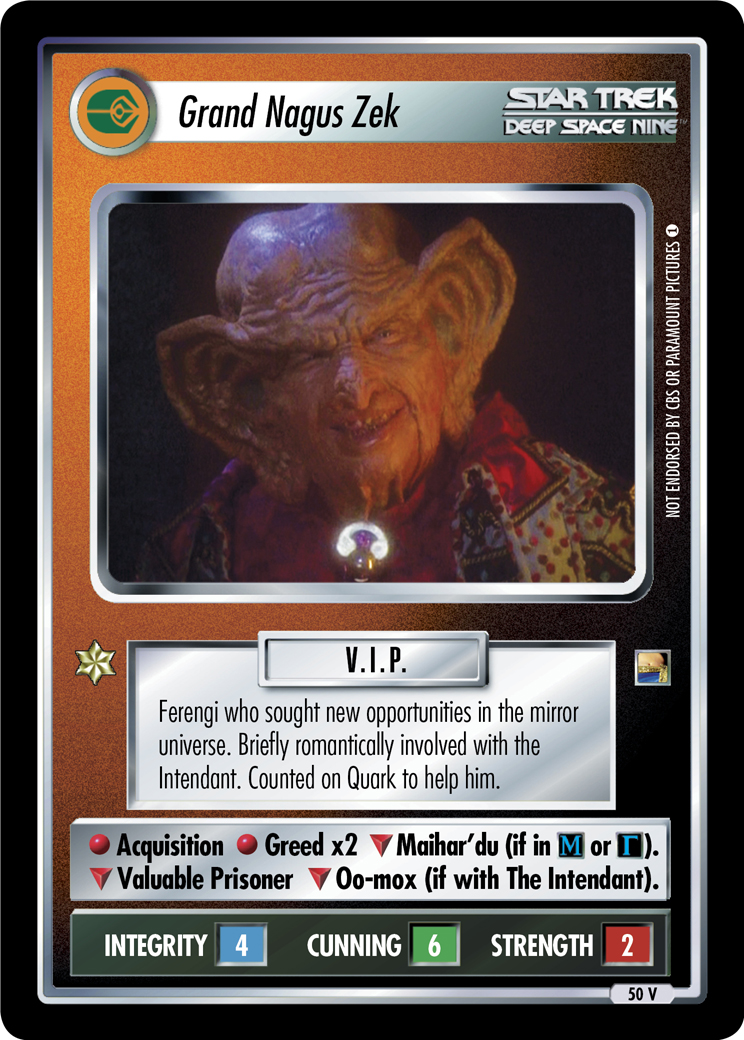 Grand Nagus Zek
STAR TREK
DEEP SPACE NINE™
NOT ENDORSED BY CBS OR PARAMOUNT PICTURES 1
V.I.P.
Ferengi who sought new opportunities in the mirror
universe. Briefly romantically involved with the
Intendant. Counted on Quark to help him.
Acquisition Greed x2 Maihar'du (if in M or Γ).
Valuable Prisoner Oo-mox (if with The Intendant).
INTEGRITY 4 CUNNING 6 STRENGTH 2
50 V